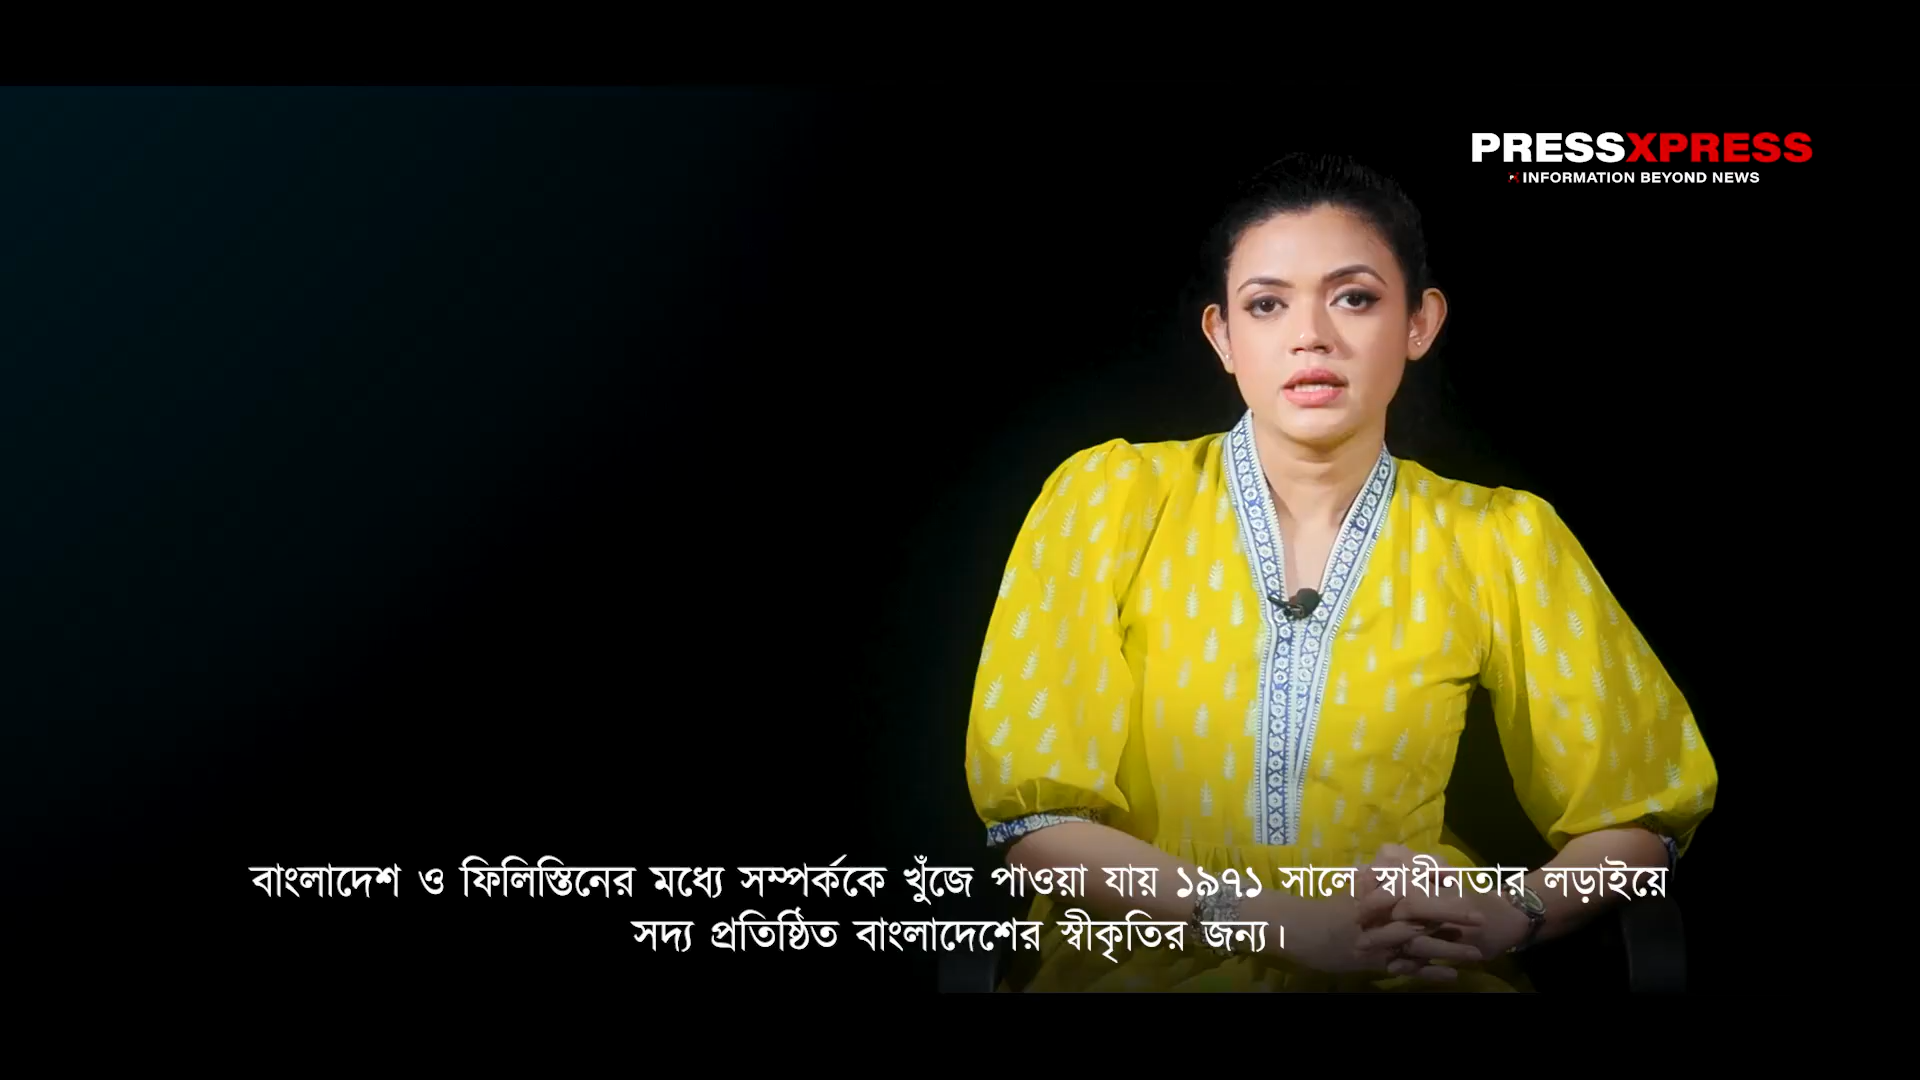 PRESSXPRESS
INFORMATION BEYOND NEWS
বাংলাদেশ ও ফিলিস্তিনের মধ্যে সম্পর্ককে খুঁজে পাওয়া যায় ১৯৭১ সালে স্বাধীনতার লড়াইয়ে
সদ্য প্রতিষ্ঠিত বাংলাদেশের স্বীকৃতির জন্য।